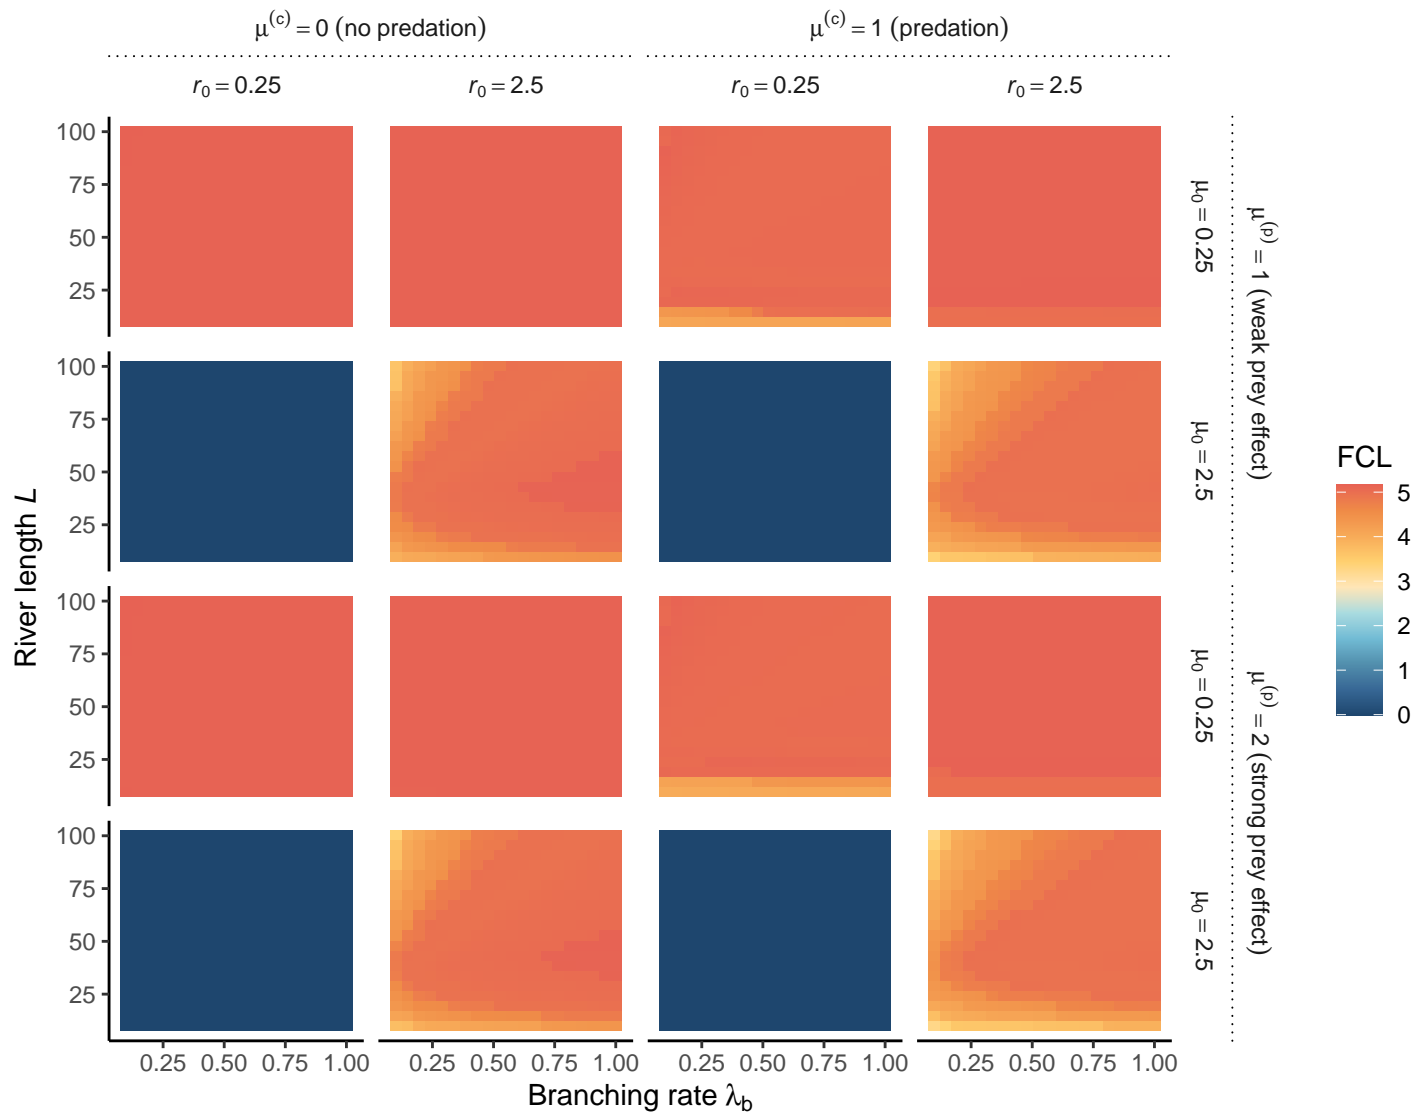 μ(c) = 0 (no predation)
μ(c) = 1 (predation)
r0 = 0.25
r0 = 2.5
r0 = 0.25
r0 = 2.5
100
75
50
25
μ0 = 0.25
100
75
50
25
μ0 = 2.5
μ(p) = 1 (weak prey effect)
100
75
50
25
μ0 = 0.25
100
75
50
25
μ0 = 2.5
μ(p) = 2 (strong prey effect)
River length L
0.25 0.50 0.75 1.00
0.25 0.50 0.75 1.00
0.25 0.50 0.75 1.00
0.25 0.50 0.75 1.00
Branching rate λb
FCL
5
4
3
2
1
0